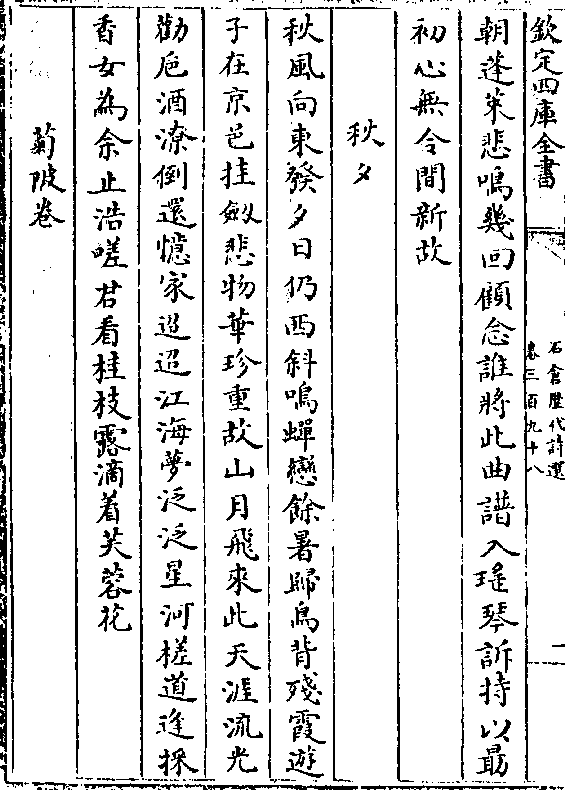 欽定四庫全書
石倉歷代詩選
卷三百九十八
一
朝蓬萊悲鳴幾回顧念誰將此曲譜入瑤琴訴持以勗
初心無令間新故
秋夕
秋風向東發夕日仍西斜鳴蟬戀餘暑歸鳥背殘霞遊
子在京邑挂劔悲物華珍重故山月飛來此天涯流光
勸卮酒潦倒還憶家迢迢江海夢泛泛星河槎道逢採
香女為余止浩嗟君看桂枝露滴着芙蓉花
菊陂卷